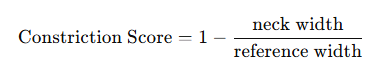 Constriction Score = 1 − neck width / reference width